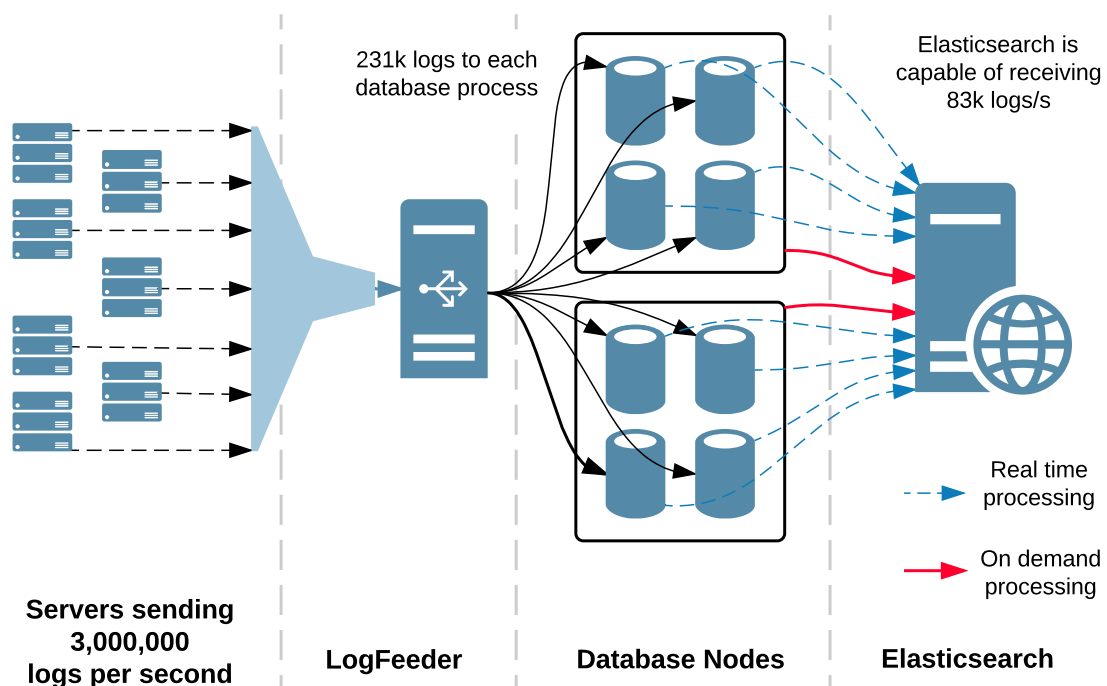 231k logs to each
database process
Elasticsearch is
capable of receiving
83k logs/s
Real time
processing
On demand
processing
Servers sending
3,000,000
logs per second
LogFeeder
Database Nodes
Elasticsearch